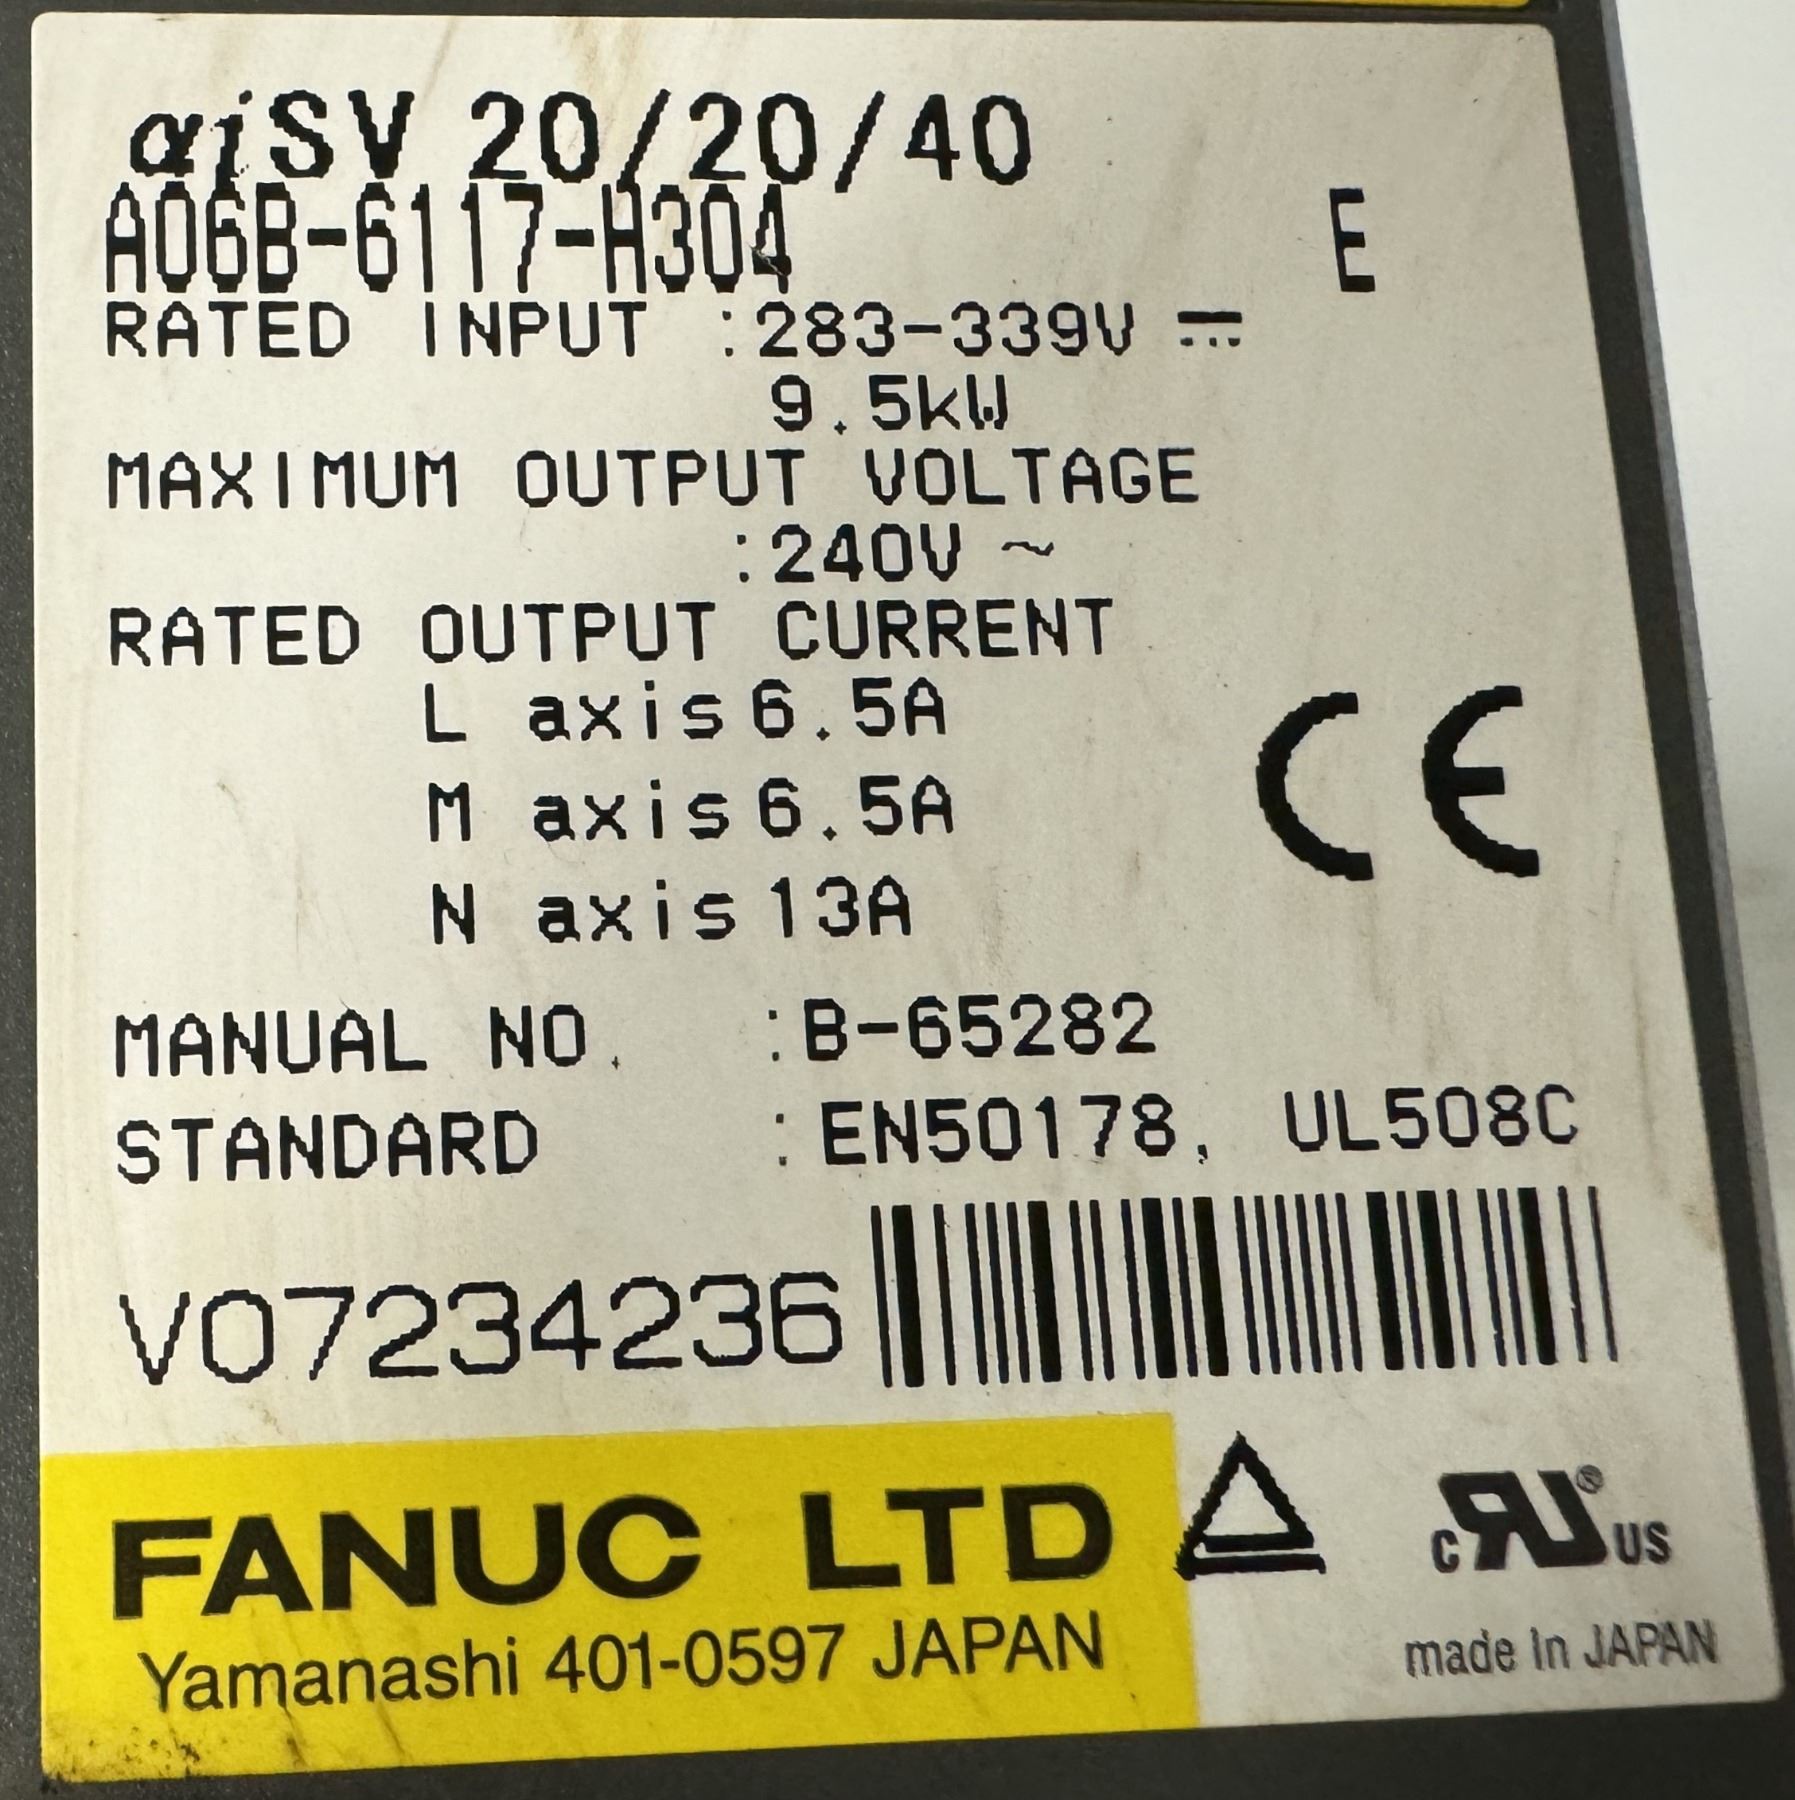 αiSV 20/20/40
A06B-6117-H304 E
RATED INPUT :283-339V ⎓
9.5kW
MAXIMUM OUTPUT VOLTAGE
:240V ~
RATED OUTPUT CURRENT
L axis 6.5A
M axis 6.5A
N axis 13A
CE
MANUAL NO. :B-65282
STANDARD :EN50178, UL508C
V07234236
FANUC LTD
Yamanashi 401-0597 JAPAN
c RU® US
made in JAPAN